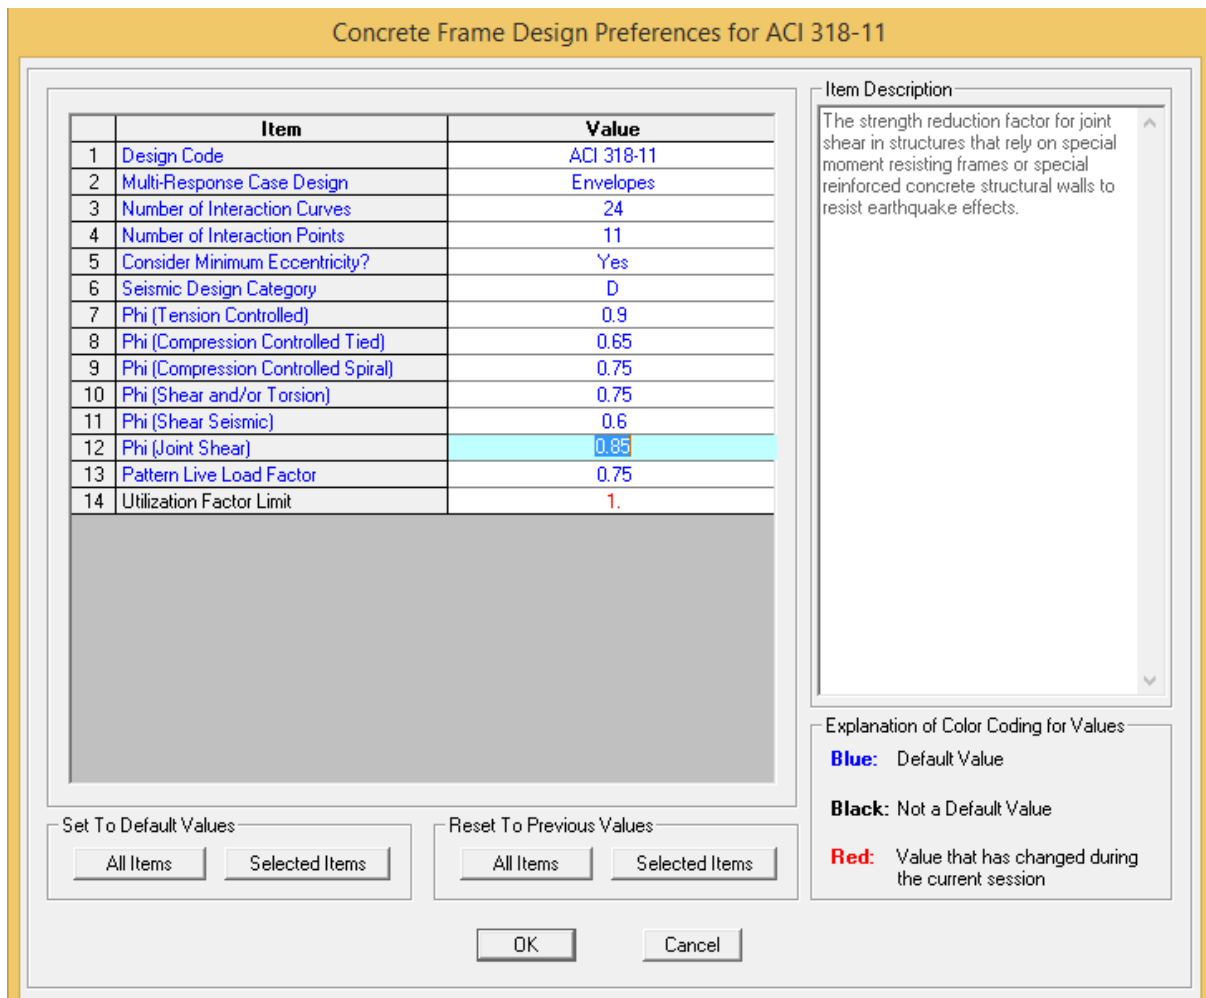 Concrete Frame Design Preferences for ACI 318-11
Item Value
1 Design Code ACI 318-11
2 Multi-Response Case Design Envelopes
3 Number of Interaction Curves 24
4 Number of Interaction Points 11
5 Consider Minimum Eccentricity? Yes
6 Seismic Design Category D
7 Phi (Tension Controlled) 0.9
8 Phi (Compression Controlled Tied) 0.65
9 Phi (Compression Controlled Spiral) 0.75
10 Phi (Shear and/or Torsion) 0.75
11 Phi (Shear Seismic) 0.6
12 Phi (Joint Shear) 0.85
13 Pattern Live Load Factor 0.75
14 Utilization Factor Limit 1.
Item Description
The strength reduction factor for joint
shear in structures that rely on special
moment resisting frames or special
reinforced concrete structural walls to
resist earthquake effects.
Explanation of Color Coding for Values
Blue: Default Value
Black: Not a Default Value
Red: Value that has changed during
the current session
Set To Default Values
All Items Selected Items
Reset To Previous Values
All Items Selected Items
OK Cancel